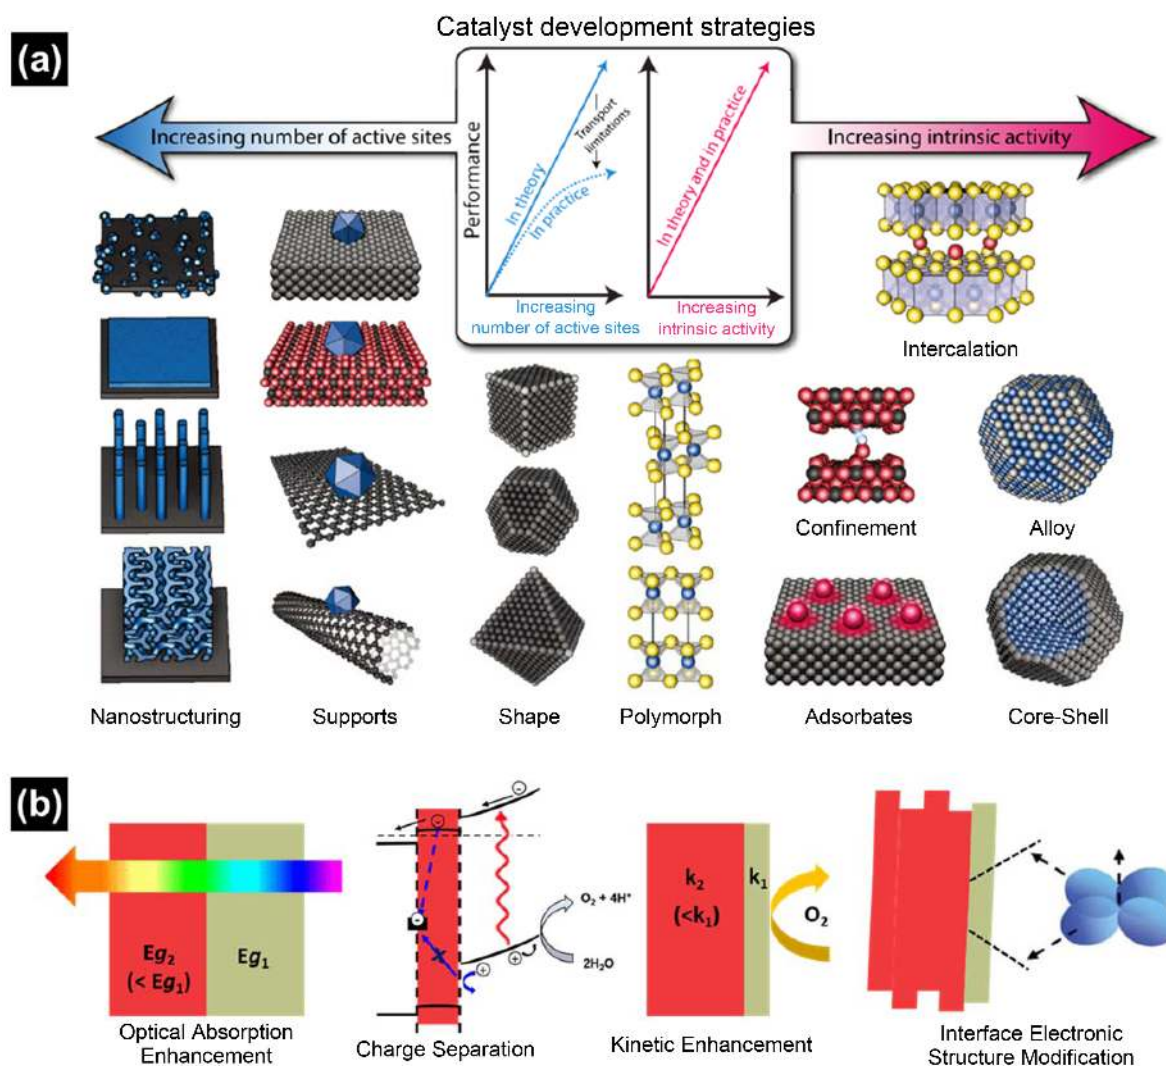 (a)
Catalyst development strategies
Increasing number of active sites
Increasing intrinsic activity
Performance
In theory
In practice
Transport
limitations
Increasing
number of active sites
In theory and in practice
Increasing
intrinsic activity
Intercalation
Confinement
Alloy
Nanostructuring
Supports
Shape
Polymorph
Adsorbates
Core-Shell
(b)
Eg₂
(< Eg₁)
Eg₁
Optical Absorption
Enhancement
O₂ + 4H⁺
2H₂O
Charge Separation
k₂
(<k₁)
k₁
O₂
Kinetic Enhancement
Interface Electronic
Structure Modification